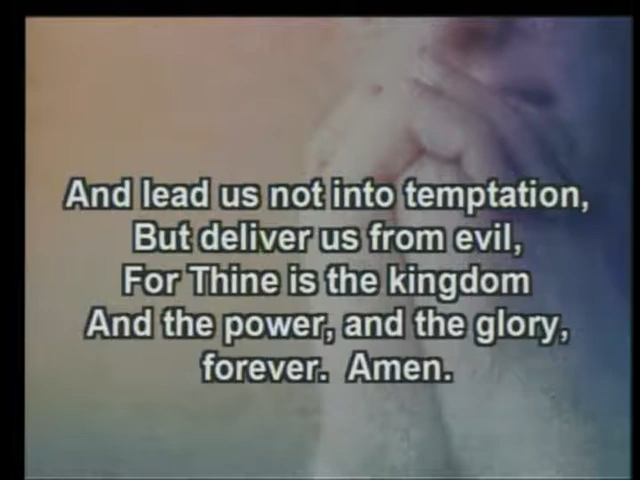 And lead us not into temptation,
But deliver us from evil,
For Thine is the kingdom
And the power, and the glory,
forever. Amen.